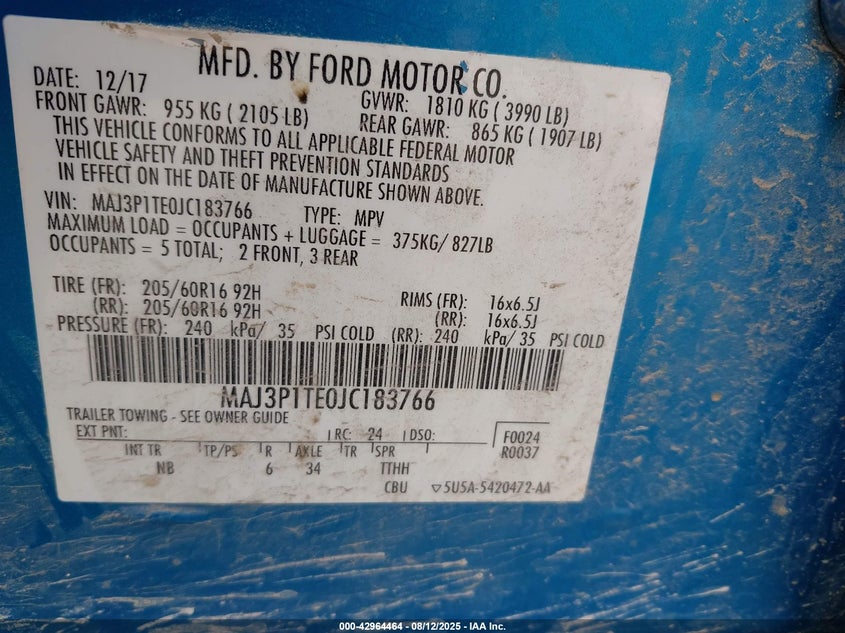 MFD. BY FORD MOTOR CO.
DATE: 12/17 GVWR: 1810 KG ( 3990 LB)
FRONT GAWR: 955 KG ( 2105 LB) REAR GAWR: 865 KG ( 1907 LB)
THIS VEHICLE CONFORMS TO ALL APPLICABLE FEDERAL MOTOR
VEHICLE SAFETY AND THEFT PREVENTION STANDARDS
IN EFFECT ON THE DATE OF MANUFACTURE SHOWN ABOVE.
VIN: MAJ3P1TE0JC183766 TYPE: MPV
MAXIMUM LOAD = OCCUPANTS + LUGGAGE = 375KG/ 827LB
OCCUPANTS = 5 TOTAL; 2 FRONT, 3 REAR
TIRE (FR): 205/60R16 92H RIMS (FR): 16x6.5J
(RR): 205/60R16 92H (RR): 16x6.5J
PRESSURE (FR): 240 kPa/ 35 PSI COLD (RR): 240 kPa/ 35 PSI COLD
MAJ3P1TE0JC183766
TRAILER TOWING - SEE OWNER GUIDE
EXT PNT: RC: 24 DSO: F0024
INT TR TP/PS R AXLE TR SPR R0037
NB 6 34 TTHH
CBU 5U5A-5420472-AA
000-42964464 - 08/12/2025 - IAA Inc.